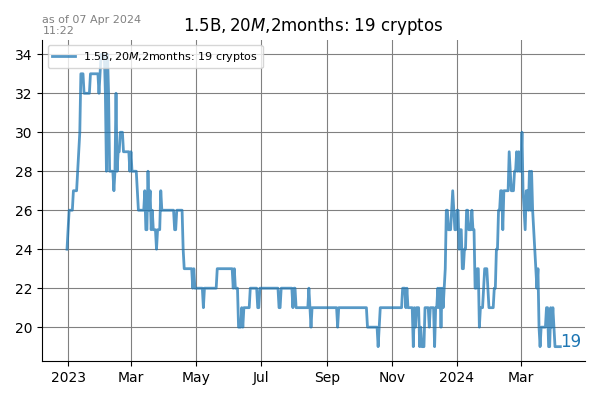 as of 07 Apr 2024
11:22
1.5B, 20M,2months: 19 cryptos
1.5B, 20M,2months: 19 cryptos
34
32
30
28
26
24
22
20
19
2023 Mar May Jul Sep Nov 2024 Mar